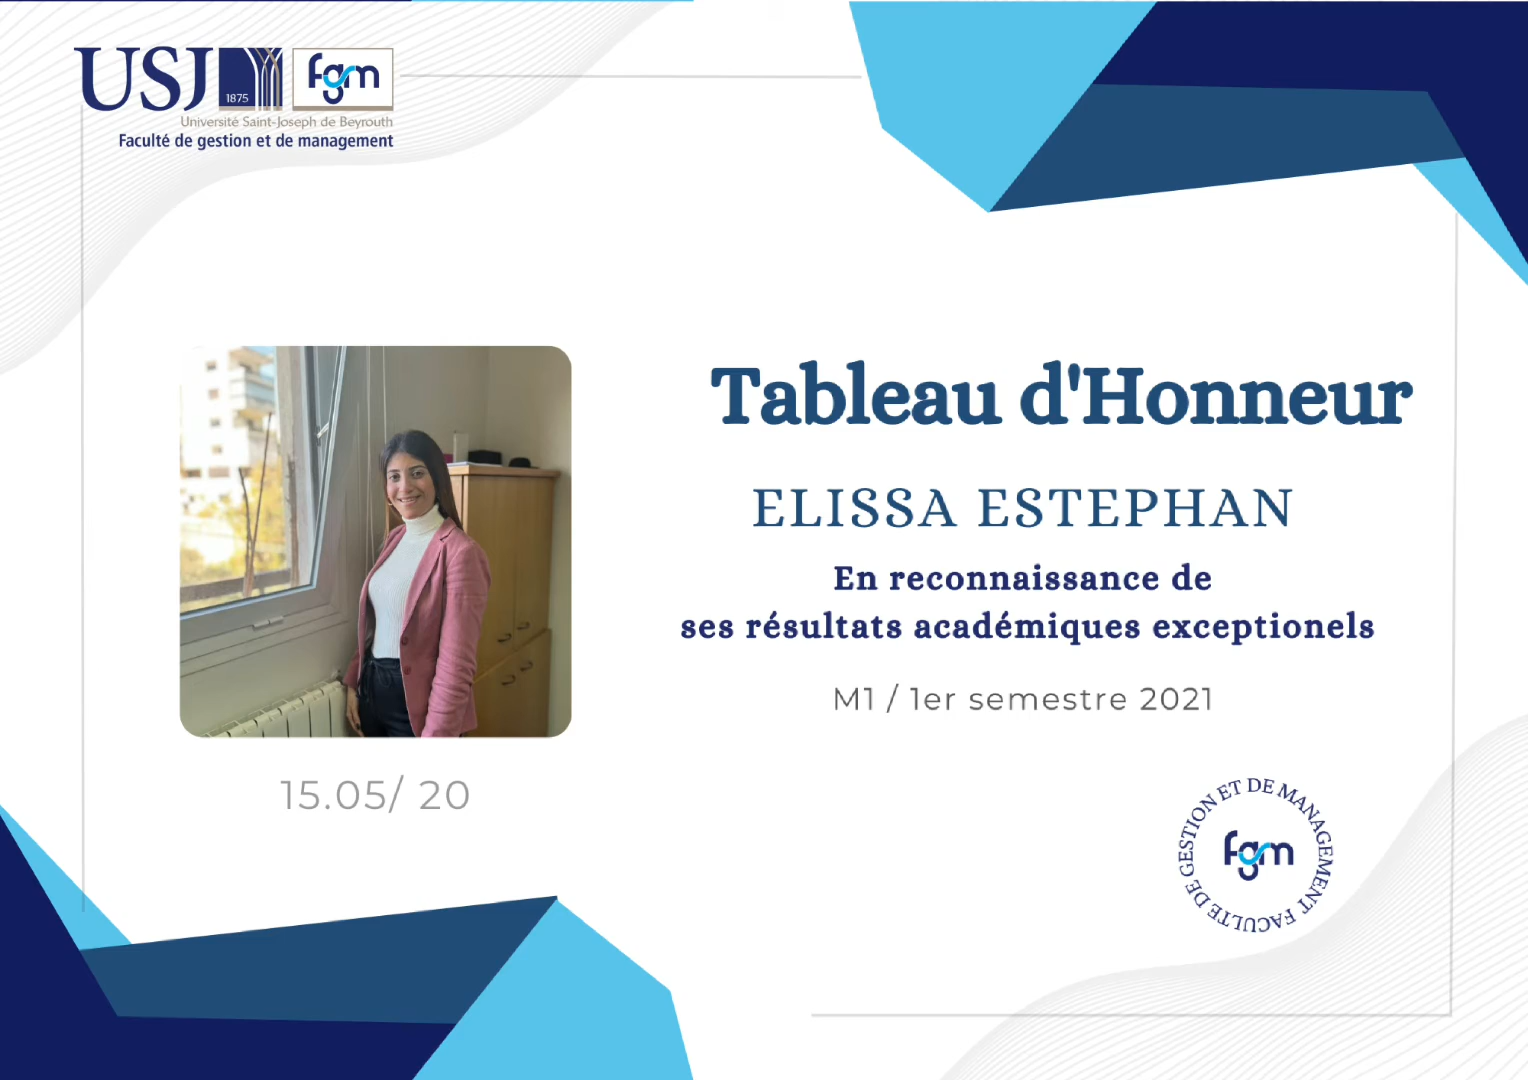 USJ
1875
fgm
Université Saint-Joseph de Beyrouth
Faculté de gestion et de management
Tableau d'Honneur
ELISSA ESTEPHAN
En reconnaissance de
ses résultats académiques exceptionels
M1 / 1er semestre 2021
15.05/ 20
FACULTE DE GESTION ET DE MANAGEMENT
fgm